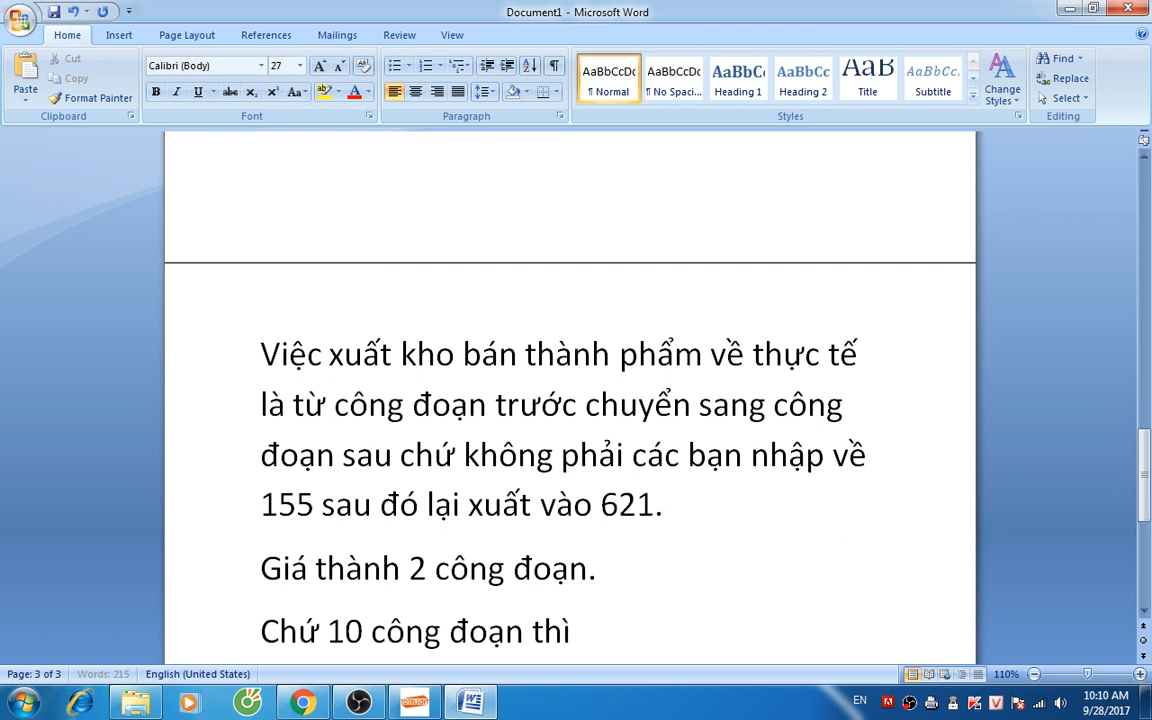 Document1 - Microsoft Word
Home Insert Page Layout References Mailings Review View
Paste
Cut
Copy
Format Painter
Clipboard
Calibri (Body) 27
Font
Paragraph
AaBbCcDc AaBbCcDc AaBbC AaBbCc AaB AaBbCc.
¶ Normal ¶ No Spaci... Heading 1 Heading 2 Title Subtitle
Change
Styles
Styles
Find
Replace
Select
Editing
Việc xuất kho bán thành phẩm về thực tế
là từ công đoạn trước chuyển sang công
đoạn sau chứ không phải các bạn nhập về
155 sau đó lại xuất vào 621.
Giá thành 2 công đoạn.
Chứ 10 công đoạn thì
Page: 3 of 3 Words: 215 English (United States) 110%
EN 10:10 AM
9/28/2017